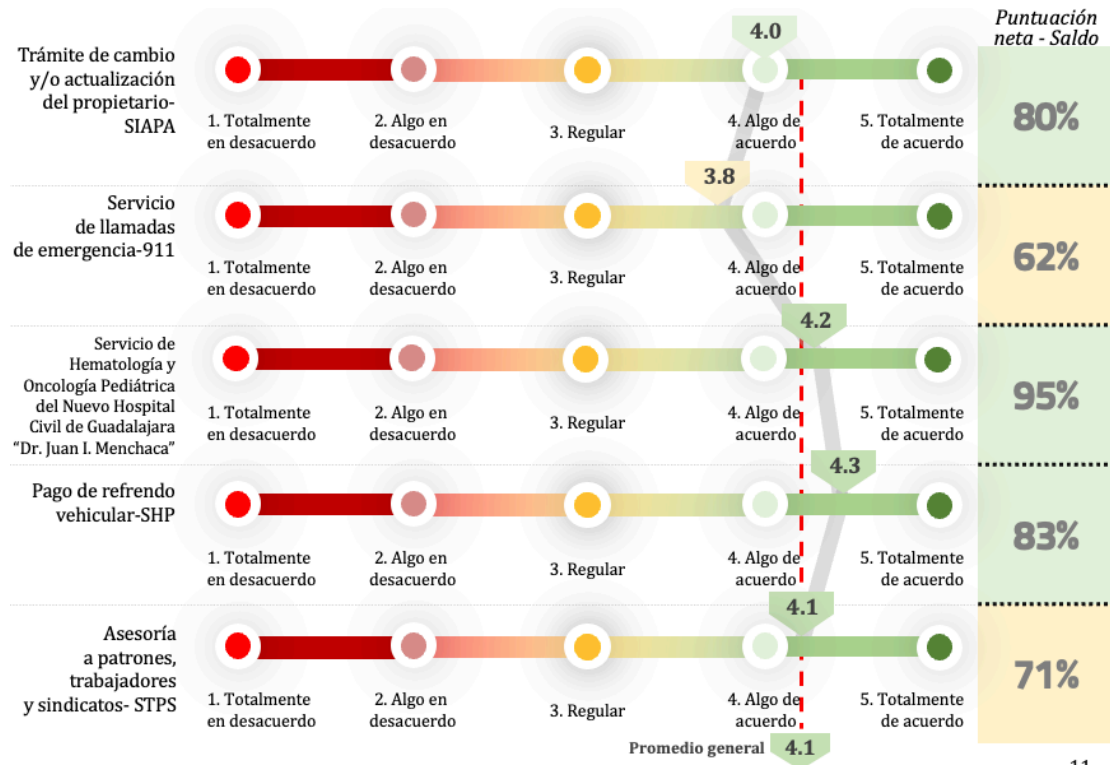 Puntuación
neta - Saldo
4.0
Trámite de cambio
y/o actualización
del propietario-
SIAPA
1. Totalmente
en desacuerdo
2. Algo en
desacuerdo
3. Regular
4. Algo de
acuerdo
5. Totalmente
de acuerdo
80%
3.8
Servicio
de llamadas
de emergencia-911
1. Totalmente
en desacuerdo
2. Algo en
desacuerdo
3. Regular
4. Algo de
acuerdo
5. Totalmente
de acuerdo
62%
4.2
Servicio de
Hematología y
Oncología Pediátrica
del Nuevo Hospital
Civil de Guadalajara
“Dr. Juan I. Menchaca”
1. Totalmente
en desacuerdo
2. Algo en
desacuerdo
3. Regular
4. Algo de
acuerdo
5. Totalmente
de acuerdo
95%
4.3
Pago de refrendo
vehicular-SHP
1. Totalmente
en desacuerdo
2. Algo en
desacuerdo
3. Regular
4. Algo de
acuerdo
5. Totalmente
de acuerdo
83%
4.1
Asesoría
a patrones,
trabajadores
y sindicatos- STPS
1. Totalmente
en desacuerdo
2. Algo en
desacuerdo
3. Regular
4. Algo de
acuerdo
5. Totalmente
de acuerdo
71%
Promedio general 4.1
11